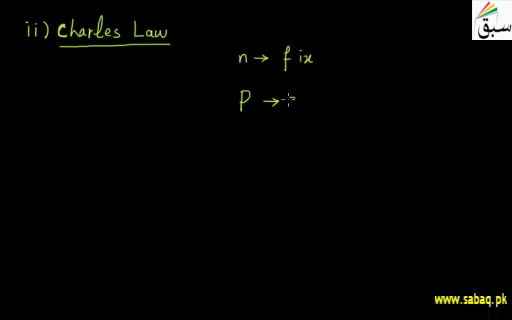 ii) Charles Law
n → fix
P →
سبق
www.sabaq.pk